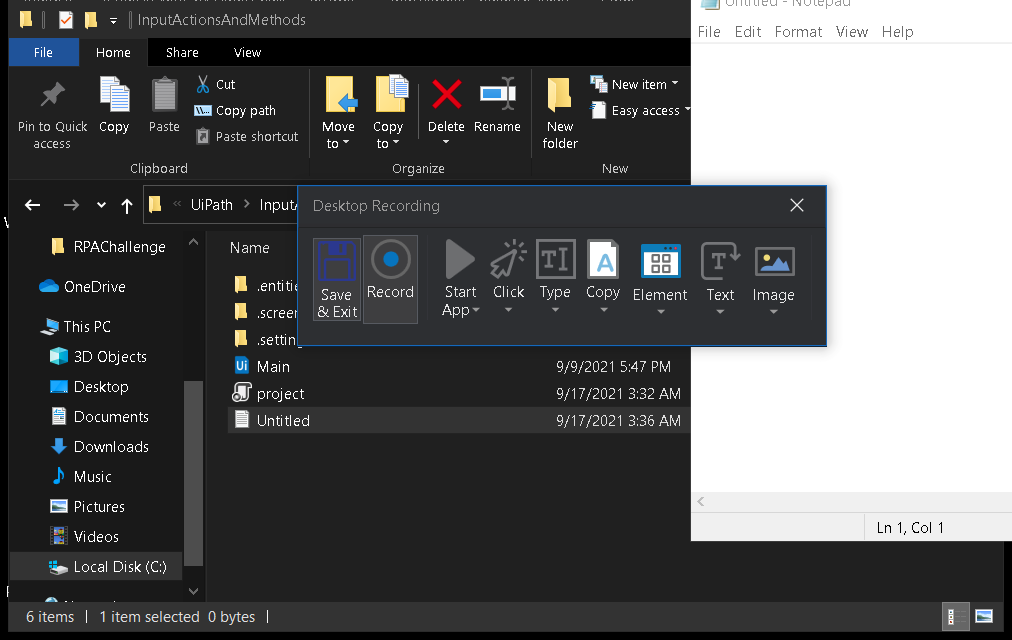 InputActionsAndMethods
Untitled - Notepad
File Home Share View
File Edit Format View Help
Pin to Quick access
Copy
Paste
Cut
Copy path
Paste shortcut
Clipboard
Move to
Copy to
Delete
Rename
Organize
New folder
New item
Easy access
New
« UiPath > InputA
Desktop Recording
Save & Exit
Record
Start App
Click
Type
Copy
Element
Text
Image
RPAChallenge
OneDrive
This PC
3D Objects
Desktop
Documents
Downloads
Music
Pictures
Videos
Local Disk (C:)
Name
.entitie
.screen
.setting
Main 9/9/2021 5:47 PM
project 9/17/2021 3:32 AM
Untitled 9/17/2021 3:36 AM
Ln 1, Col 1
6 items 1 item selected 0 bytes